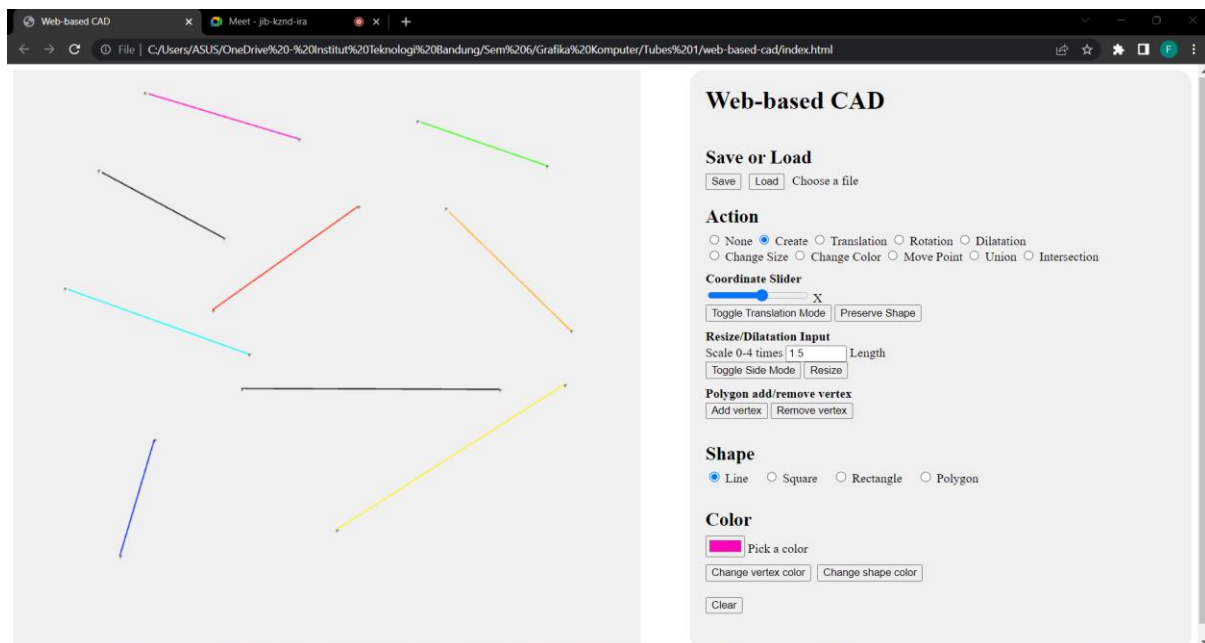 Web-based CAD
Meet - jib-kznd-ira
File | C:/Users/ASUS/OneDrive%20-%20Institut%20Teknologi%20Bandung/Sem%206/Grafika%20Komputer/Tubes%201/web-based-cad/index.html
F
Web-based CAD
Save or Load
Save Load Choose a file
Action
None Create Translation Rotation Dilatation
Change Size Change Color Move Point Union Intersection
Coordinate Slider
X
Toggle Translation Mode Preserve Shape
Resize/Dilatation Input
Scale 0-4 times 1.5 Length
Toggle Side Mode Resize
Polygon add/remove vertex
Add vertex Remove vertex
Shape
Line Square Rectangle Polygon
Color
Pick a color
Change vertex color Change shape color
Clear